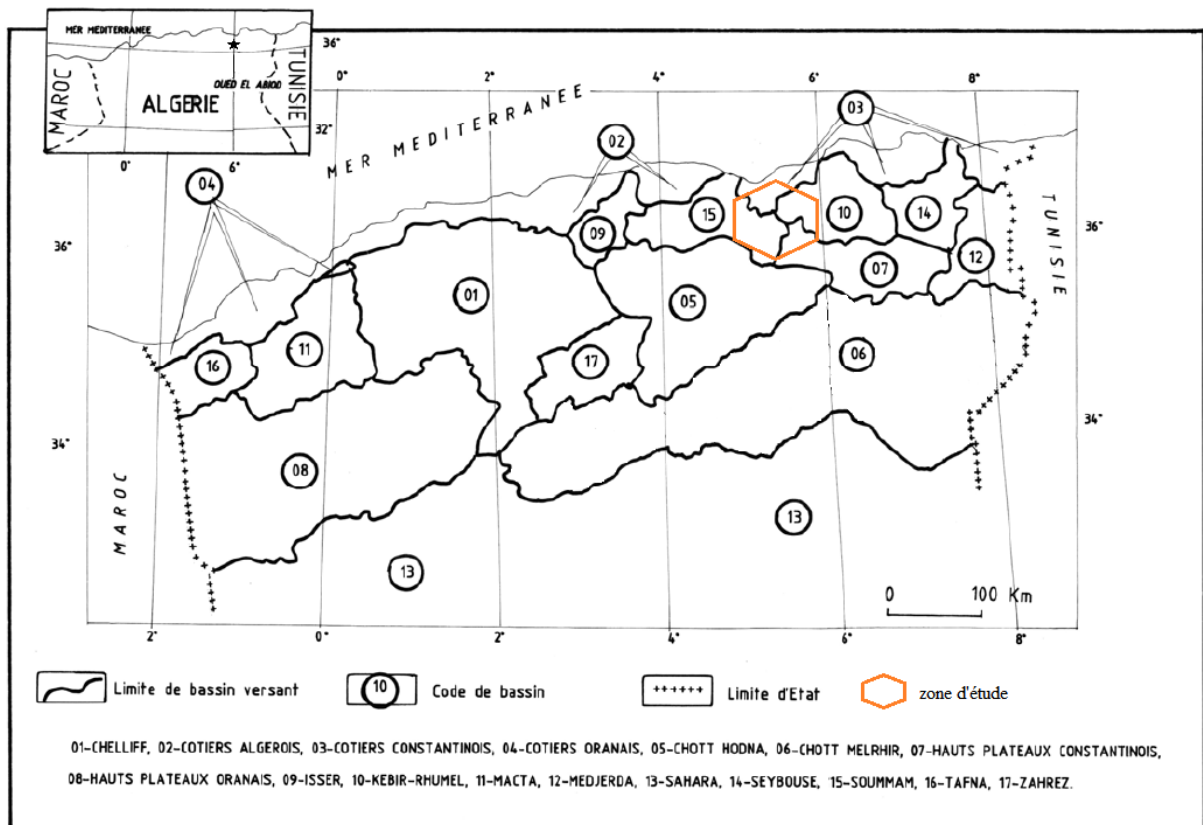 MER MEDITERRANEE
36°
OUED EL ABIOD
MAROC
ALGERIE
TUNISIE
32°
0°
6°
0°
2°
4°
6°
8°
MER MEDITERRANEE
03
02
04
15
10
14
36°
09
36°
12
07
TUNISIE
01
05
11
17
06
16
34°
34°
08
13
MAROC
13
0 100 Km
2°
0°
2°
4°
6°
8°
Limite de bassin versant
10
Code de bassin
Limite d'Etat
zone d'étude
01-CHELLIFF, 02-COTIERS ALGEROIS, 03-COTIERS CONSTANTINOIS, 04-COTIERS ORANAIS, 05-CHOTT HODNA, 06-CHOTT MELRHIR, 07-HAUTS PLATEAUX CONSTANTINOIS,
08-HAUTS PLATEAUX ORANAIS, 09-ISSER, 10-KEBIR-RHUMEL, 11-MACTA, 12-MEDJERDA, 13-SAHARA, 14-SEYBOUSE, 15-SOUMMAM, 16-TAFNA, 17-ZAHREZ.